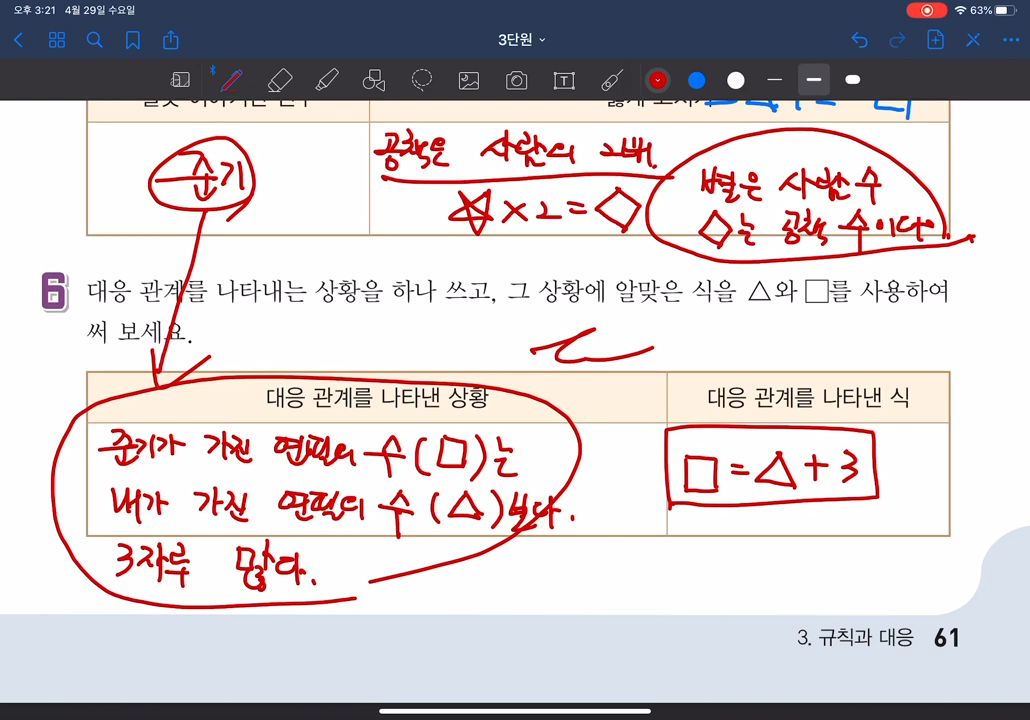 오후 3:21 4월 29일 수요일
63%
3단원
준기
공책은 사람의 2배.
☆×2=◇
별은 사람 수
◇는 공책 수이다
6 대응 관계를 나타내는 상황을 하나 쓰고, 그 상황에 알맞은 식을 △와 □를 사용하여
써 보세요.
대응 관계를 나타낸 상황
대응 관계를 나타낸 식
준기가 가진 연필의 수(□)는
내가 가진 연필의 수(△)보다.
3자루 많다.
□=△+3
3. 규칙과 대응 61